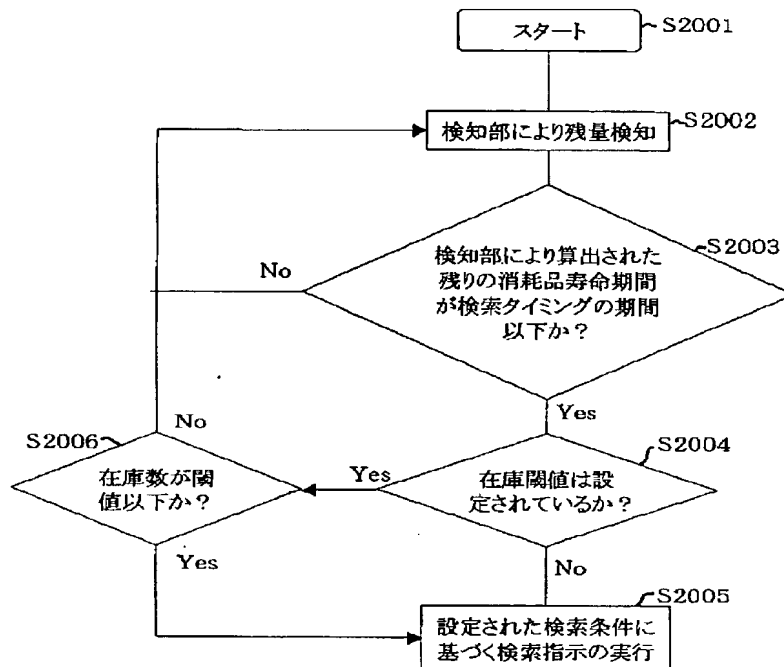 スタート
S2001
検知部により残量検知
S2002
検知部により算出された
残りの消耗品寿命期間
が検索タイミングの期間
以下か？
S2003
No
Yes
在庫閾値は設
定されているか？
S2004
Yes
No
在庫数が閾
値以下か？
S2006
No
Yes
設定された検索条件に
基づく検索指示の実行
S2005